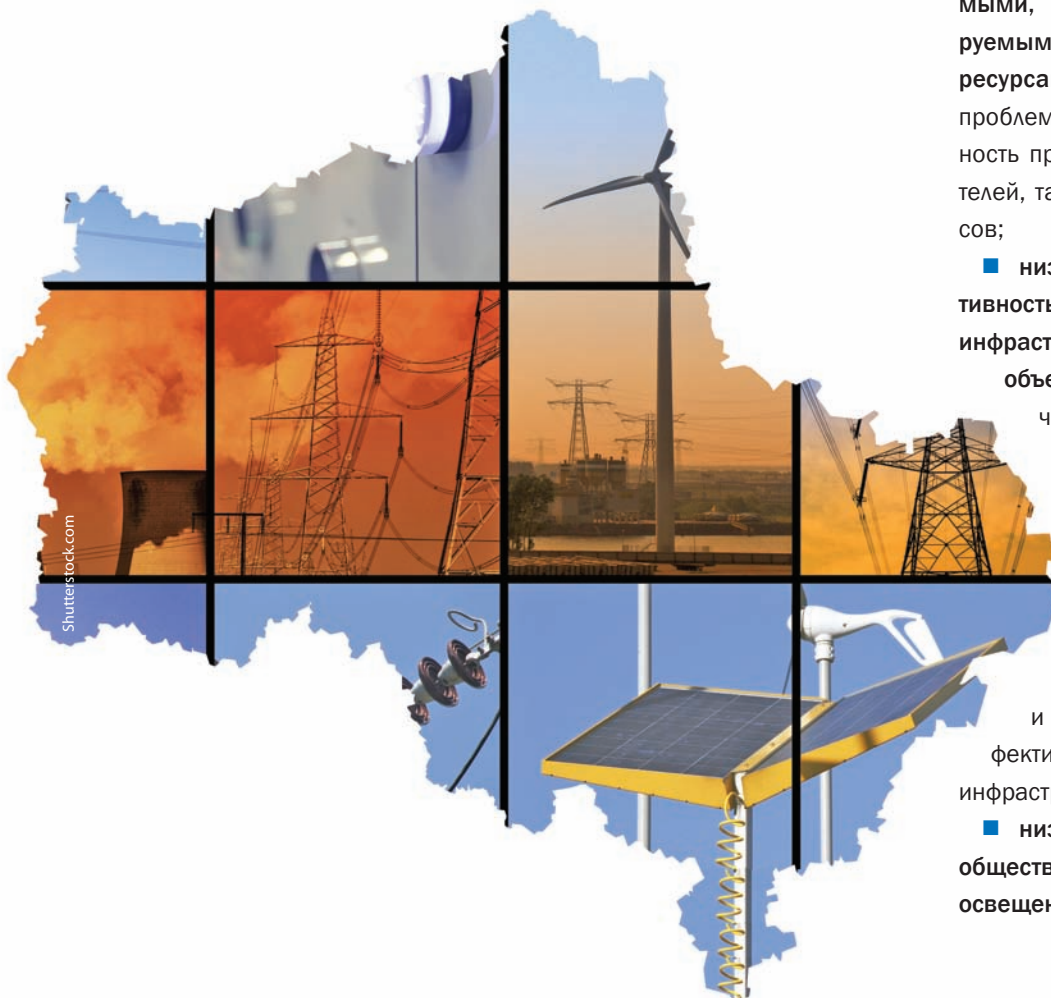 мыми,
руемым
ресурса
проблем
ность пр
телей, та
сов;
низ
тивность
инфраст
объе
ч
и
фекти
инфраст
низ
обществ
освещен
Shutterstock.com